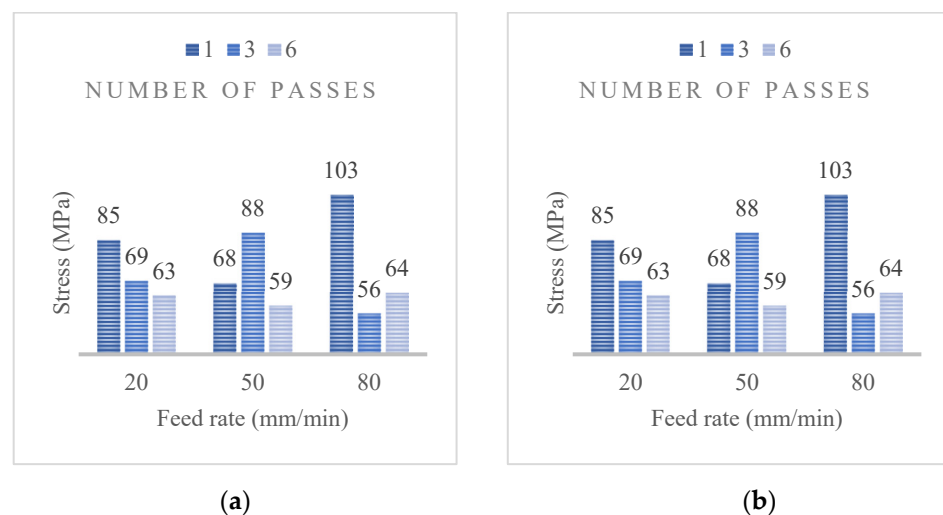 1 3 6
NUMBER OF PASSES
Stress (MPa)
85
69
63
68
88
59
103
56
64
20 50 80
Feed rate (mm/min)
(a)
1 3 6
NUMBER OF PASSES
Stress (MPa)
85
69
63
68
88
59
103
56
64
20 50 80
Feed rate (mm/min)
(b)